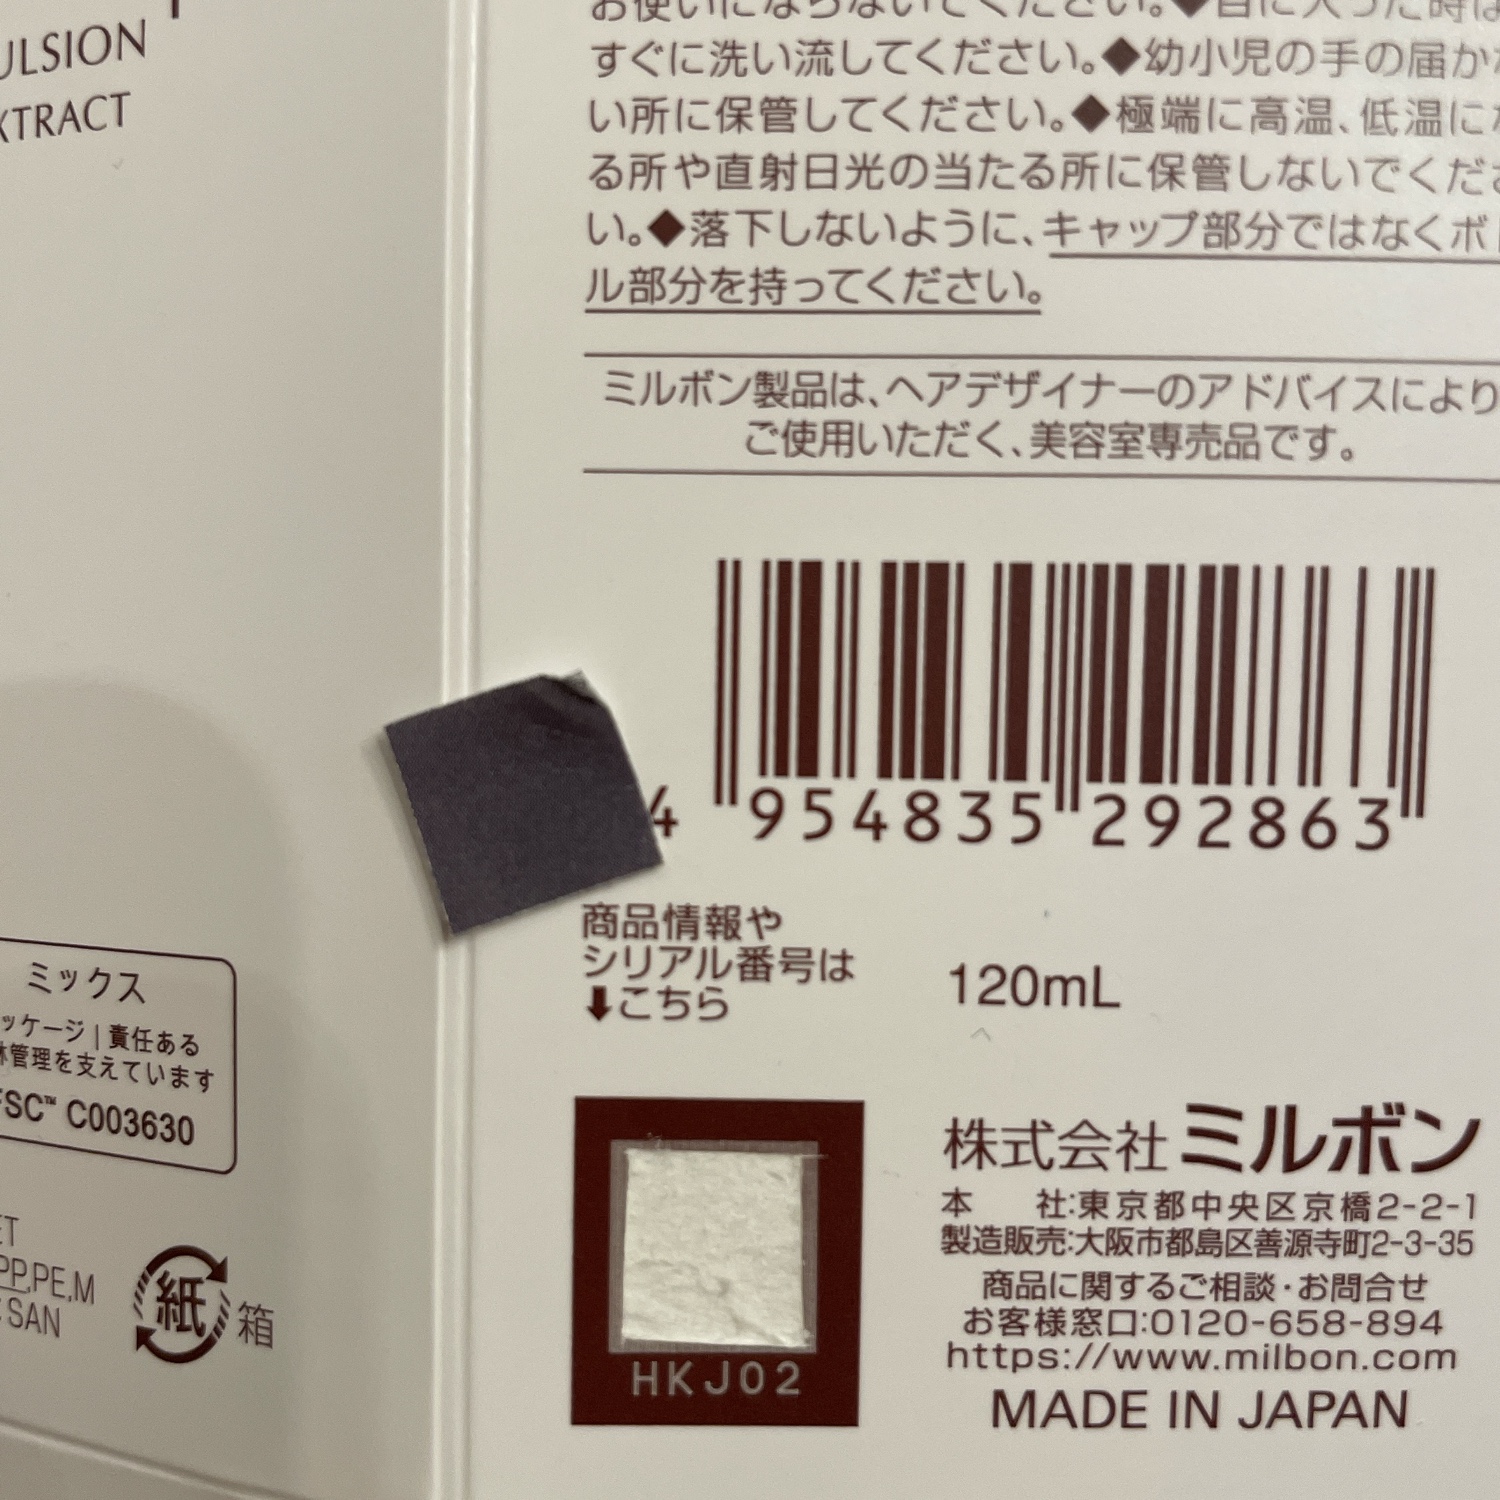 ULSION
XTRACT
すぐに洗い流してください。◆幼小児の手の届かな
い所に保管してください。◆極端に高温、低温にな
る所や直射日光の当たる所に保管しないでくださ
い。◆落下しないように、キャップ部分ではなくボト
ル部分を持ってください。
ミルボン製品は、ヘアデザイナーのアドバイスにより
ご使用いただく、美容室専売品です。
4 954835 292863
商品情報や
シリアル番号は
⬇こちら
120mL
HKJ02
株式会社ミルボン
本 社:東京都中央区京橋2-2-1
製造販売:大阪市都島区善源寺町2-3-35
商品に関するご相談・お問合せ
お客様窓口:0120-658-894
https://www.milbon.com
MADE IN JAPAN
ミックス
ッケージ|責任ある
林管理を支えています
FSC™ C003630
ET
PP,PE,M
SAN
紙
箱